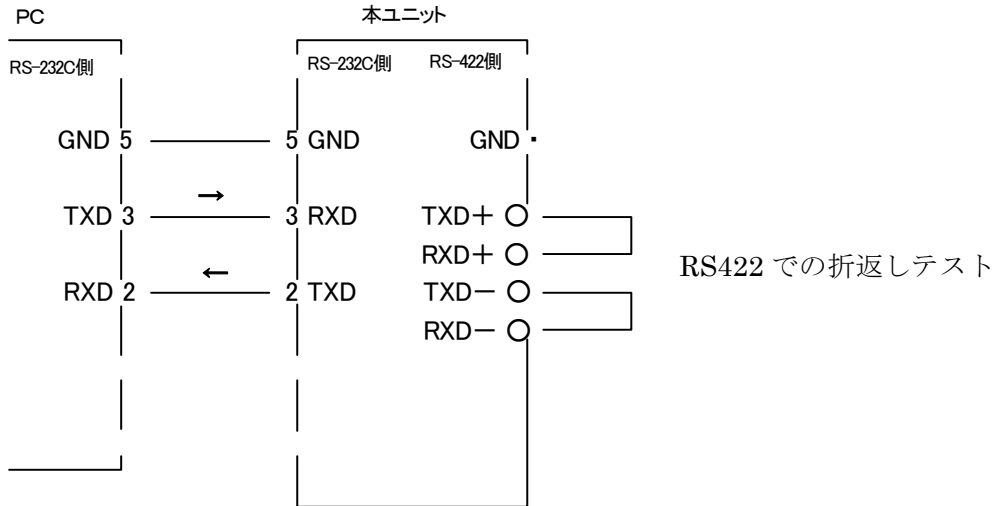 PC 本ユニット
RS-232C側 RS-232C側 RS-422側
GND 5 5 GND GND
TXD 3 → 3 RXD TXD+
RXD+
RXD 2 ← 2 TXD TXD-
RXD-
RS422 での折返しテスト